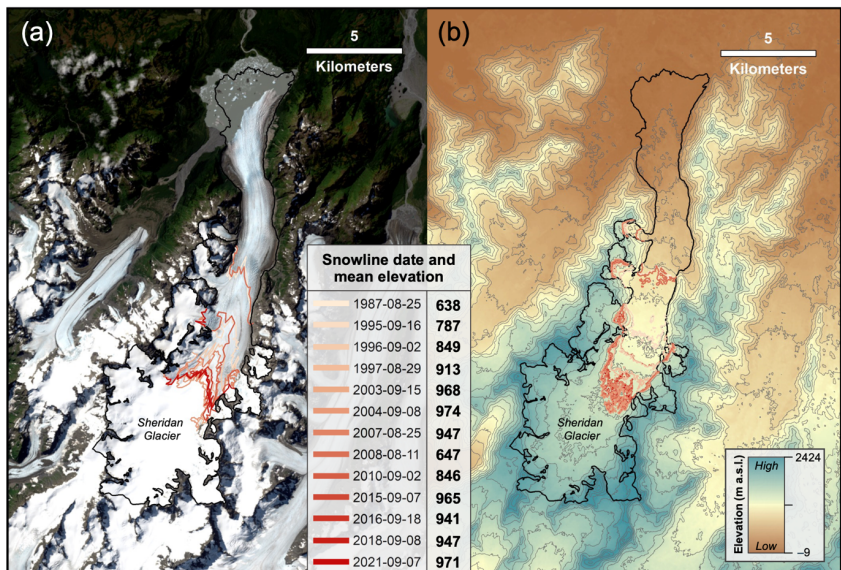 (a)
5
Kilometers
(b)
5
Kilometers
Snowline date and
mean elevation
1987-08-25 638
1995-09-16 787
1996-09-02 849
1997-08-29 913
2003-09-15 968
2004-09-08 974
2007-08-25 947
2008-08-11 647
2010-09-02 846
2015-09-07 965
2016-09-18 941
2018-09-08 947
2021-09-07 971
Sheridan
Glacier
Sheridan
Glacier
Elevation (m a.s.l.)
High
2424
Low
–9